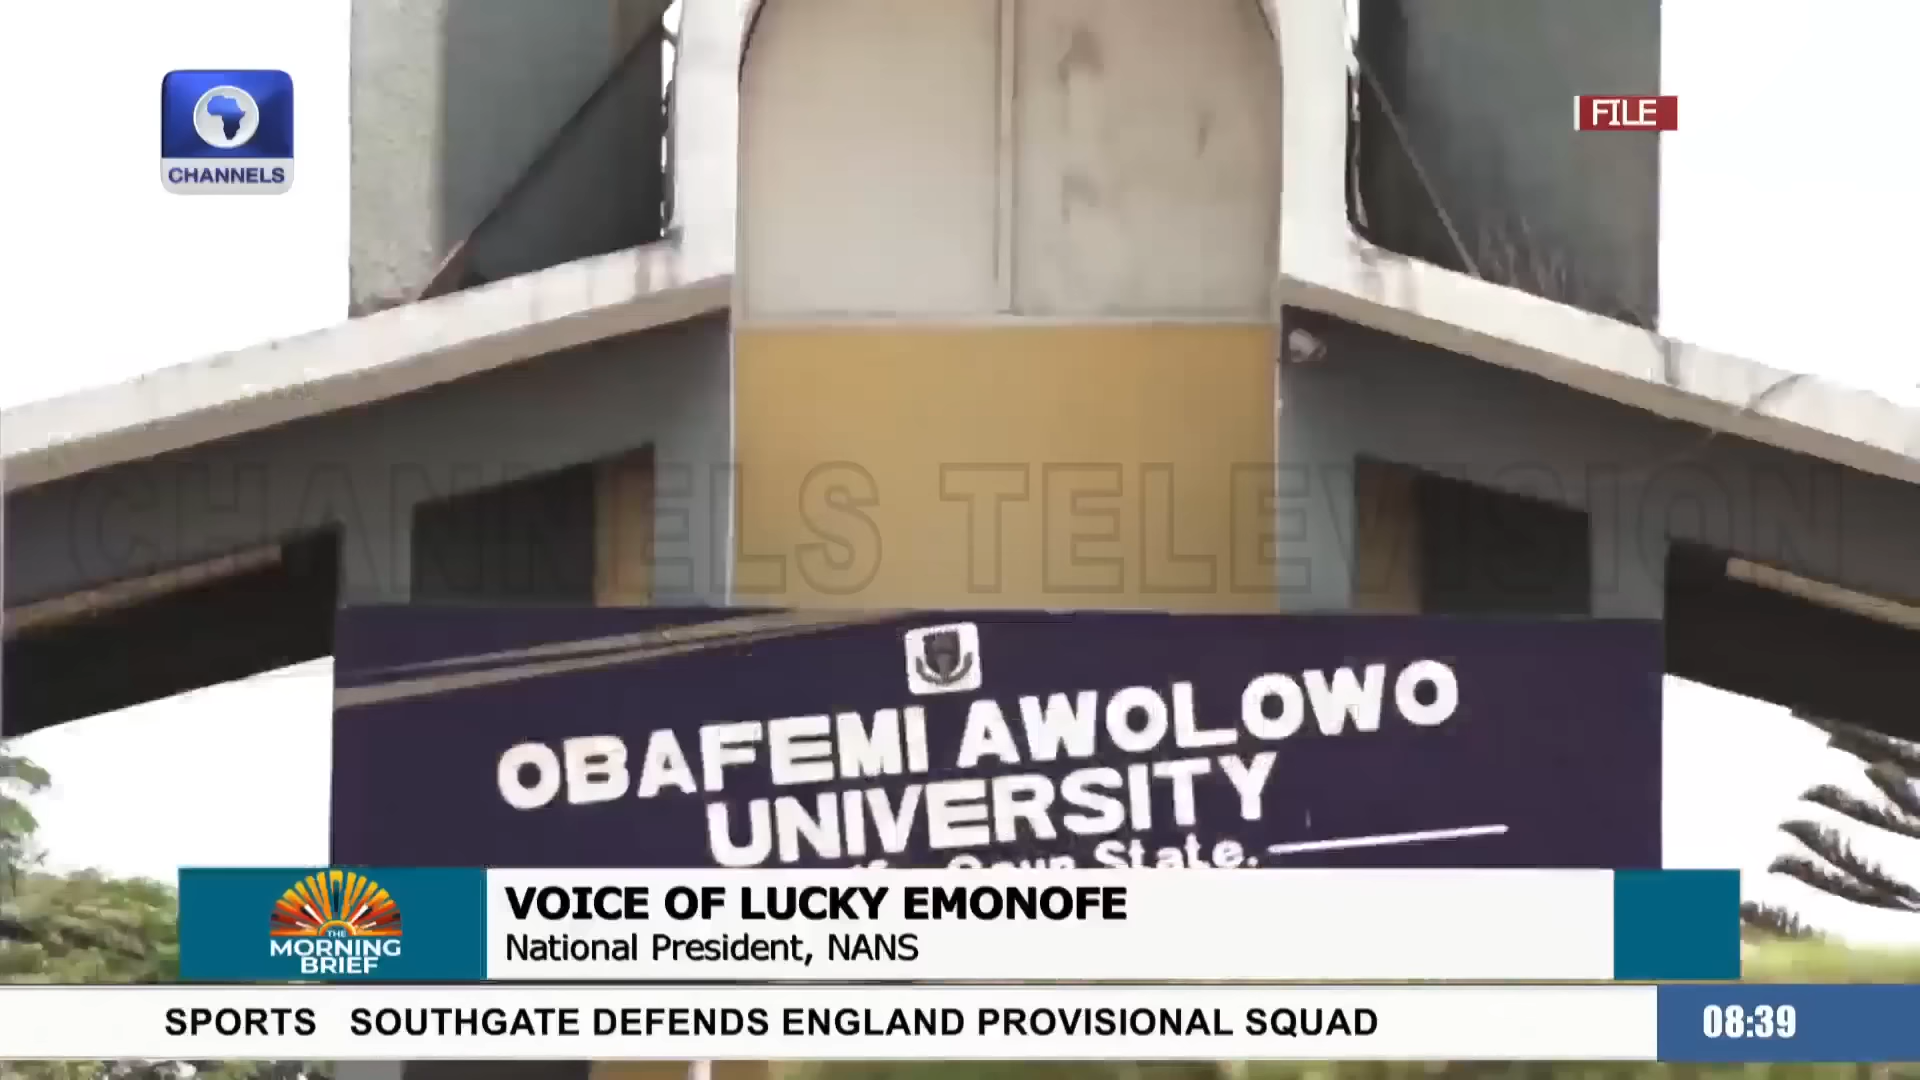 CHANNELS
FILE
CHANNELS TELEVISION
OBAFEMI AWOLOWO
UNIVERSITY
State.
THE
MORNING
BRIEF
VOICE OF LUCKY EMONOFE
National President, NANS
SPORTS SOUTHGATE DEFENDS ENGLAND PROVISIONAL SQUAD
08:39